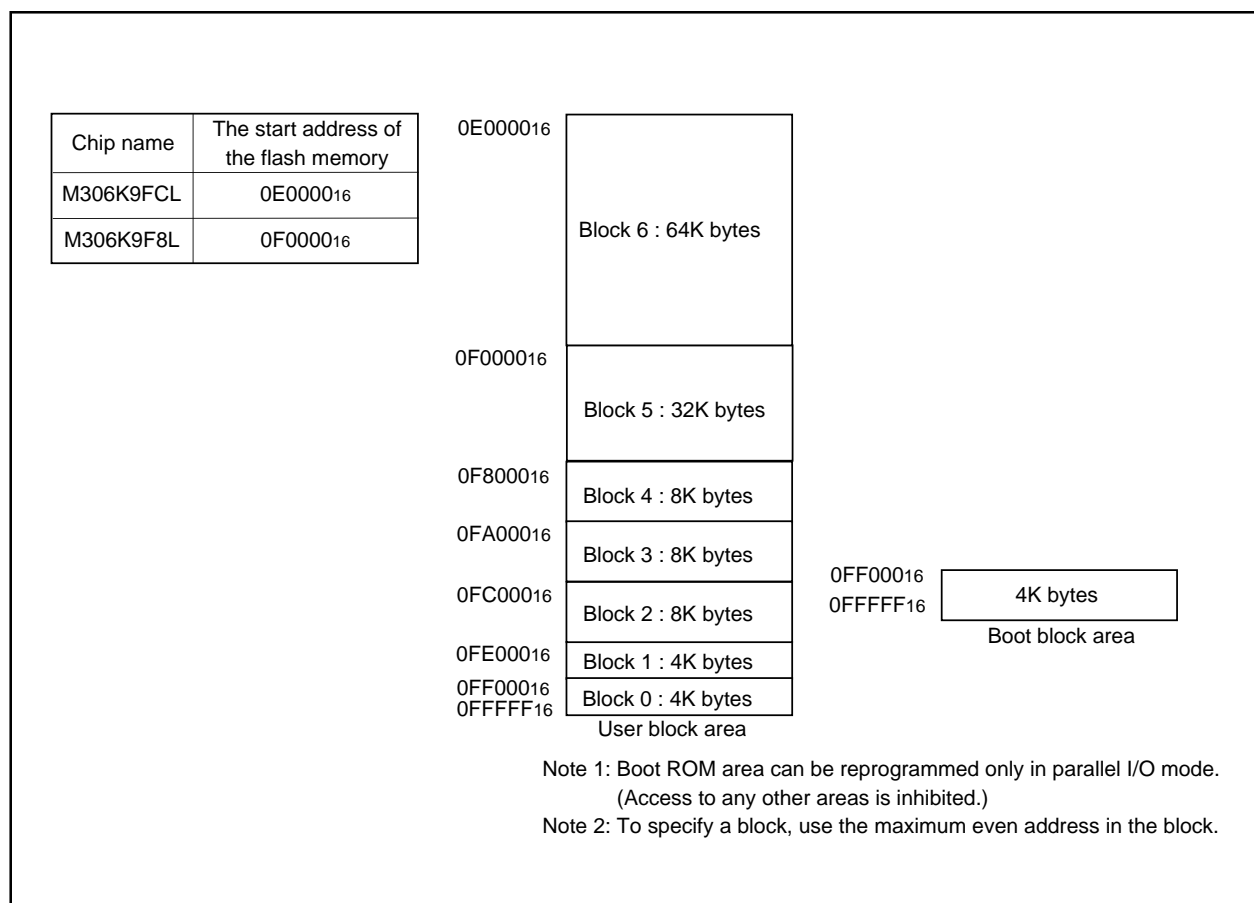 Chip name
The start address of
the flash memory
M306K9FCL
0E000016
M306K9F8L
0F000016
0E000016
Block 6 : 64K bytes
0F000016
Block 5 : 32K bytes
0F800016
Block 4 : 8K bytes
0FA00016
Block 3 : 8K bytes
0FC00016
Block 2 : 8K bytes
0FE00016
Block 1 : 4K bytes
0FF00016
Block 0 : 4K bytes
0FFFFF16
User block area
0FF00016
0FFFFF16
4K bytes
Boot block area
Note 1: Boot ROM area can be reprogrammed only in parallel I/O mode.
(Access to any other areas is inhibited.)
Note 2: To specify a block, use the maximum even address in the block.